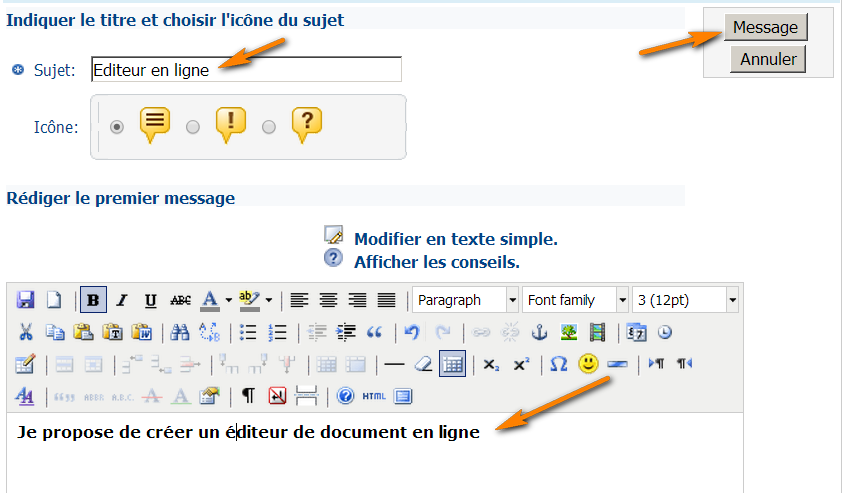 Indiquer le titre et choisir l'icône du sujet
Message
Annuler
Sujet: Editeur en ligne
Icône:
Rédiger le premier message
Modifier en texte simple.
Afficher les conseils.
B I U ABC A ab Paragraph Font family 3 (12pt)
HTML
Je propose de créer un éditeur de document en ligne